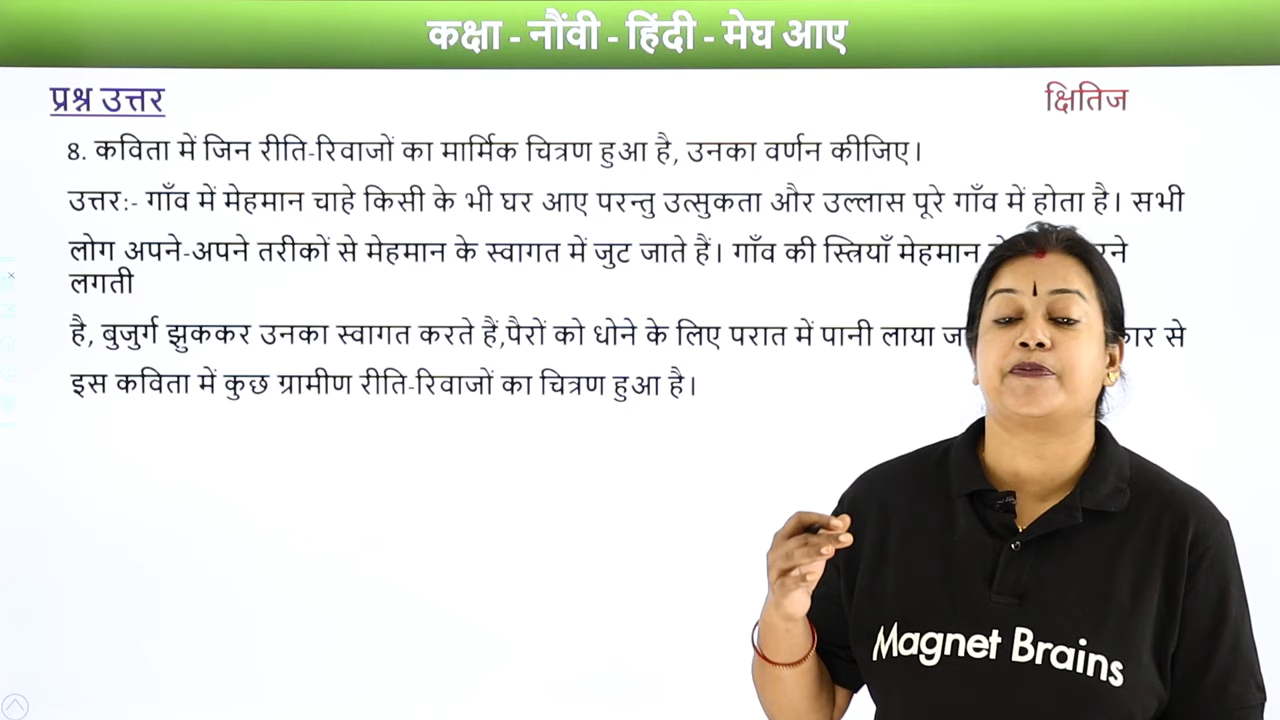 कक्षा - नौंवी - हिंदी - मेघ आए
प्रश्न उत्तर
क्षितिज
8. कविता में जिन रीति-रिवाजों का मार्मिक चित्रण हुआ है, उनका वर्णन कीजिए।
उत्तर:- गाँव में मेहमान चाहे किसी के भी घर आए परन्तु उत्सुकता और उल्लास पूरे गाँव में होता है। सभी
लोग अपने-अपने तरीकों से मेहमान के स्वागत में जुट जाते हैं। गाँव की स्त्रियाँ मेहमान
लगती
है, बुजुर्ग झुककर उनका स्वागत करते हैं,पैरों को धोने के लिए परात में पानी लाया से
इस कविता में कुछ ग्रामीण रीति-रिवाजों का चित्रण हुआ है।
Magnet Brains